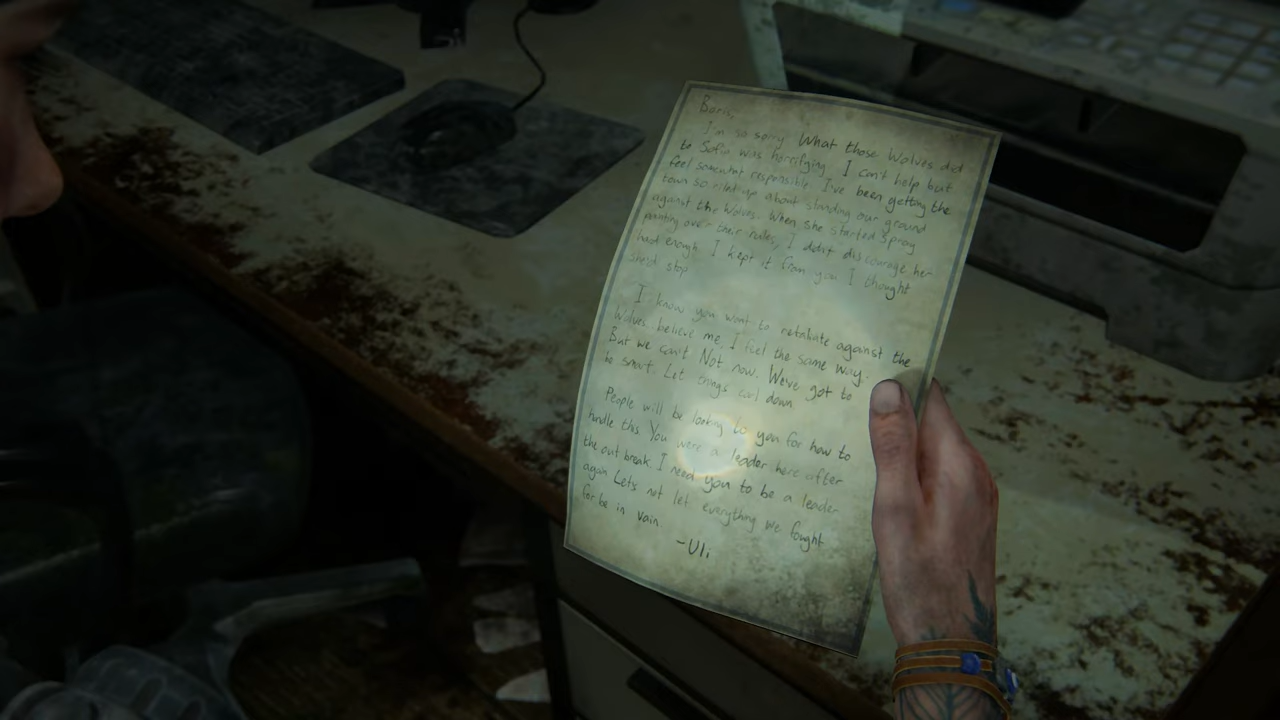 Boris,
I'm so sorry. What those Wolves did
to Sofia was horrifying. I can't help but
feel somewhat responsible. I've been getting the
town so riled up about standing our ground
against the Wolves. When she started spray
painting over their rules, I didn't discourage her
had enough. I kept it from you I thought
she'd stop
I know you want to retaliate against the
Wolves, believe me, I feel the same way.
But we can't. Not now. We've got to
be smart. Let things cool down
People will be looking to you for how to
handle this. You were a leader here after
the out break. I need you to be a leader
again Lets not let everything we fought
for be in vain.
-Uli